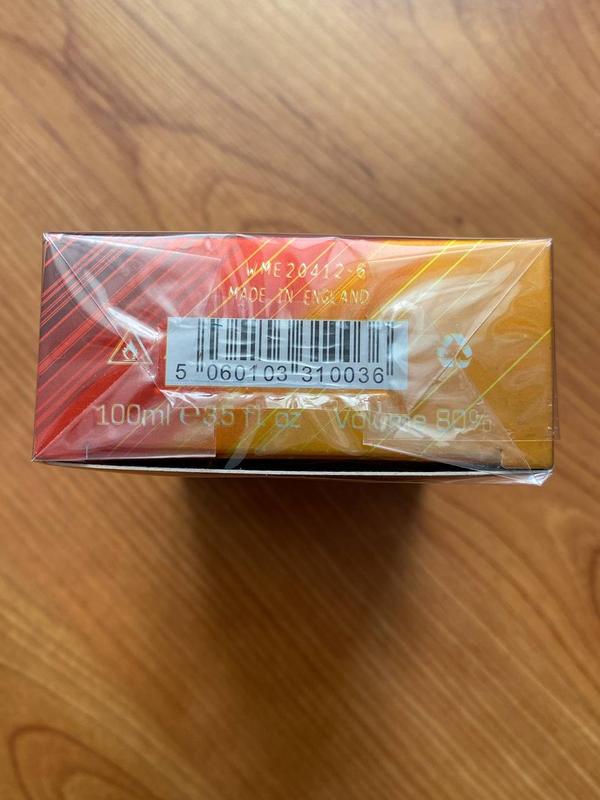 WME20412-6
MADE IN ENGLAND
5 060103 310036
100ml e 3.5 fl oz Volume 80%